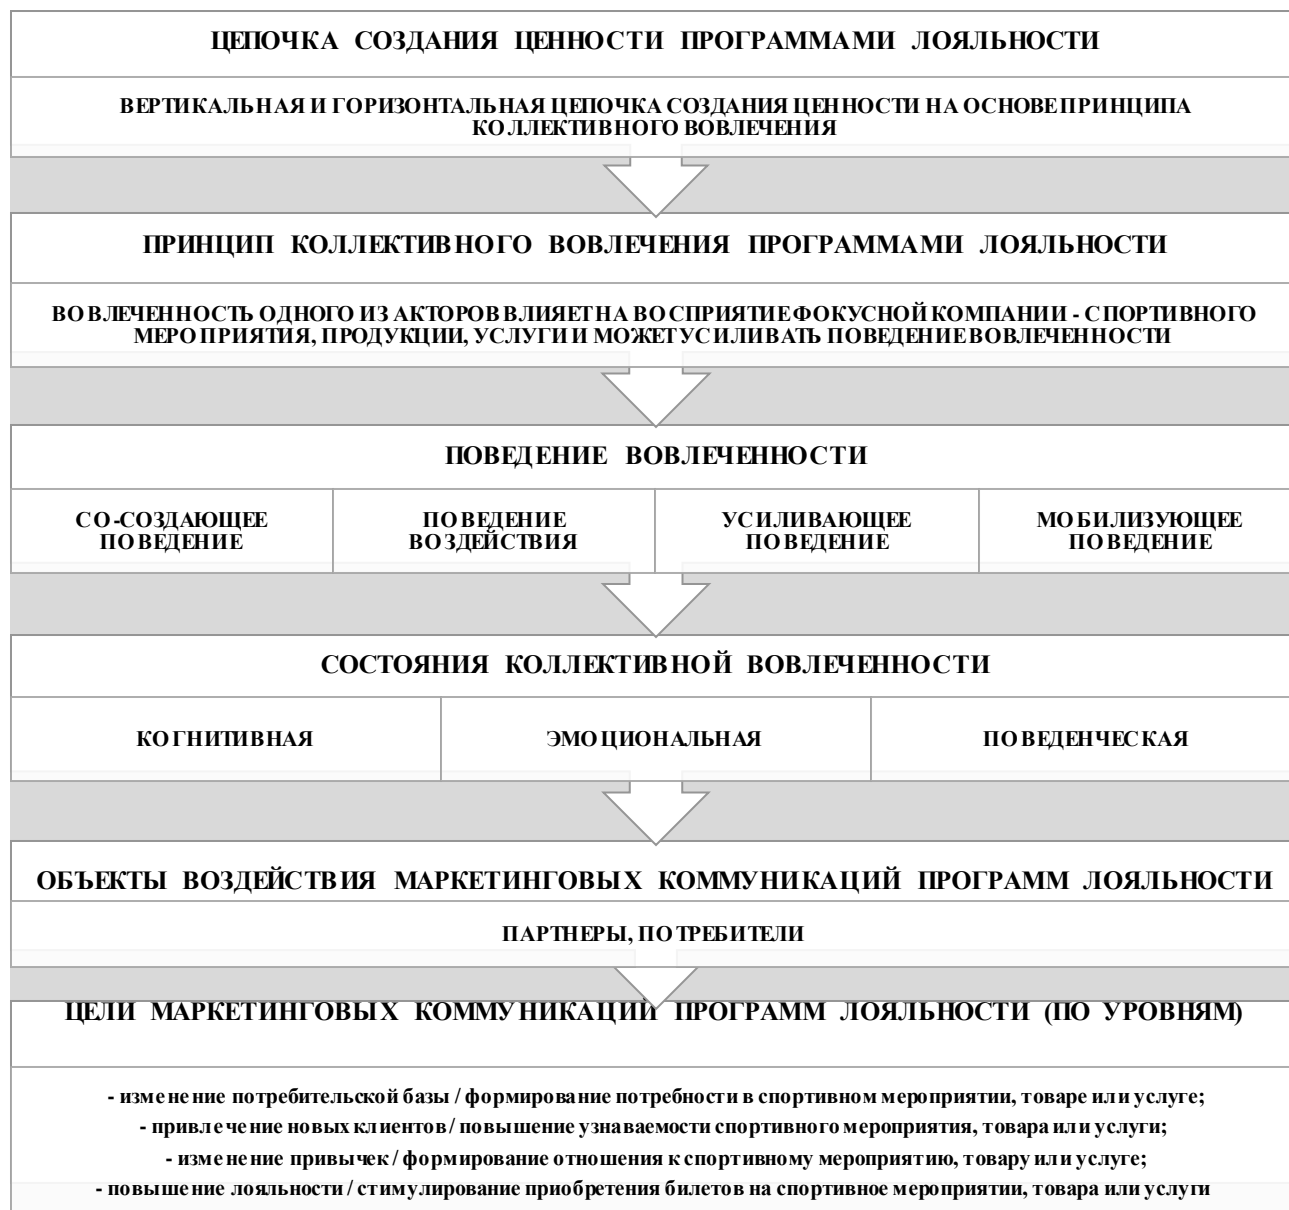 ЦЕПОЧКА СОЗДАНИЯ ЦЕННОСТИ ПРОГРАММАМИ ЛОЯЛЬНОСТИ
ВЕРТИКАЛЬНАЯ И ГОРИЗОНТАЛЬНАЯ ЦЕПОЧКА СОЗДАНИЯ ЦЕННОСТИ НА ОСНОВЕ ПРИНЦИПА
КОЛЛЕКТИВНОГО ВОВЛЕЧЕНИЯ
ПРИНЦИП КОЛЛЕКТИВНОГО ВОВЛЕЧЕНИЯ ПРОГРАММАМИ ЛОЯЛЬНОСТИ
ВОВЛЕЧЕННОСТЬ ОДНОГО ИЗ АКТОРОВ ВЛИЯЕТ НА ВОСПРИЯТИЕ ФОКУСНОЙ КОМПАНИИ - СПОРТИВНОГО
МЕРОПРИЯТИЯ, ПРОДУКЦИИ, УСЛУГИ И МОЖЕТ УСИЛИВАТЬ ПОВЕДЕНИЕ ВОВЛЕЧЕННОСТИ
ПОВЕДЕНИЕ ВОВЛЕЧЕННОСТИ
СО-СОЗДАЮЩЕЕ
ПОВЕДЕНИЕ
ПОВЕДЕНИЕ
ВОЗДЕЙСТВИЯ
УСИЛИВАЮЩЕЕ
ПОВЕДЕНИЕ
МОБИЛИЗУЮЩЕЕ
ПОВЕДЕНИЕ
СОСТОЯНИЯ КОЛЛЕКТИВНОЙ ВОВЛЕЧЕННОСТИ
КОГНИТИВНАЯ
ЭМОЦИОНАЛЬНАЯ
ПОВЕДЕНЧЕСКАЯ
ОБЪЕКТЫ ВОЗДЕЙСТВИЯ МАРКЕТИНГОВЫХ КОММУНИКАЦИЙ ПРОГРАММ ЛОЯЛЬНОСТИ
ПАРТНЕРЫ, ПОТРЕБИТЕЛИ
ЦЕЛИ МАРКЕТИНГОВЫХ КОММУНИКАЦИЙ ПРОГРАММ ЛОЯЛЬНОСТИ (ПО УРОВНЯМ)
- изменение потребительской базы / формирование потребности в спортивном мероприятии, товаре или услуге;
- привлечение новых клиентов / повышение узнаваемости спортивного мероприятия, товара или услуги;
- изменение привычек / формирование отношения к спортивному мероприятию, товару или услуге;
- повышение лояльности / стимулирование приобретения билетов на спортивное мероприятии, товара или услуги